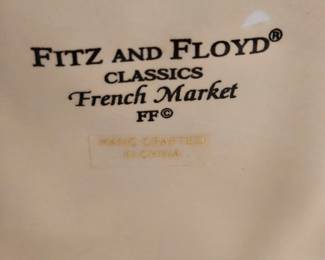 FITZ AND FLOYD®
CLASSICS
French Market
FF©
HAND CRAFTED
IN CHINA